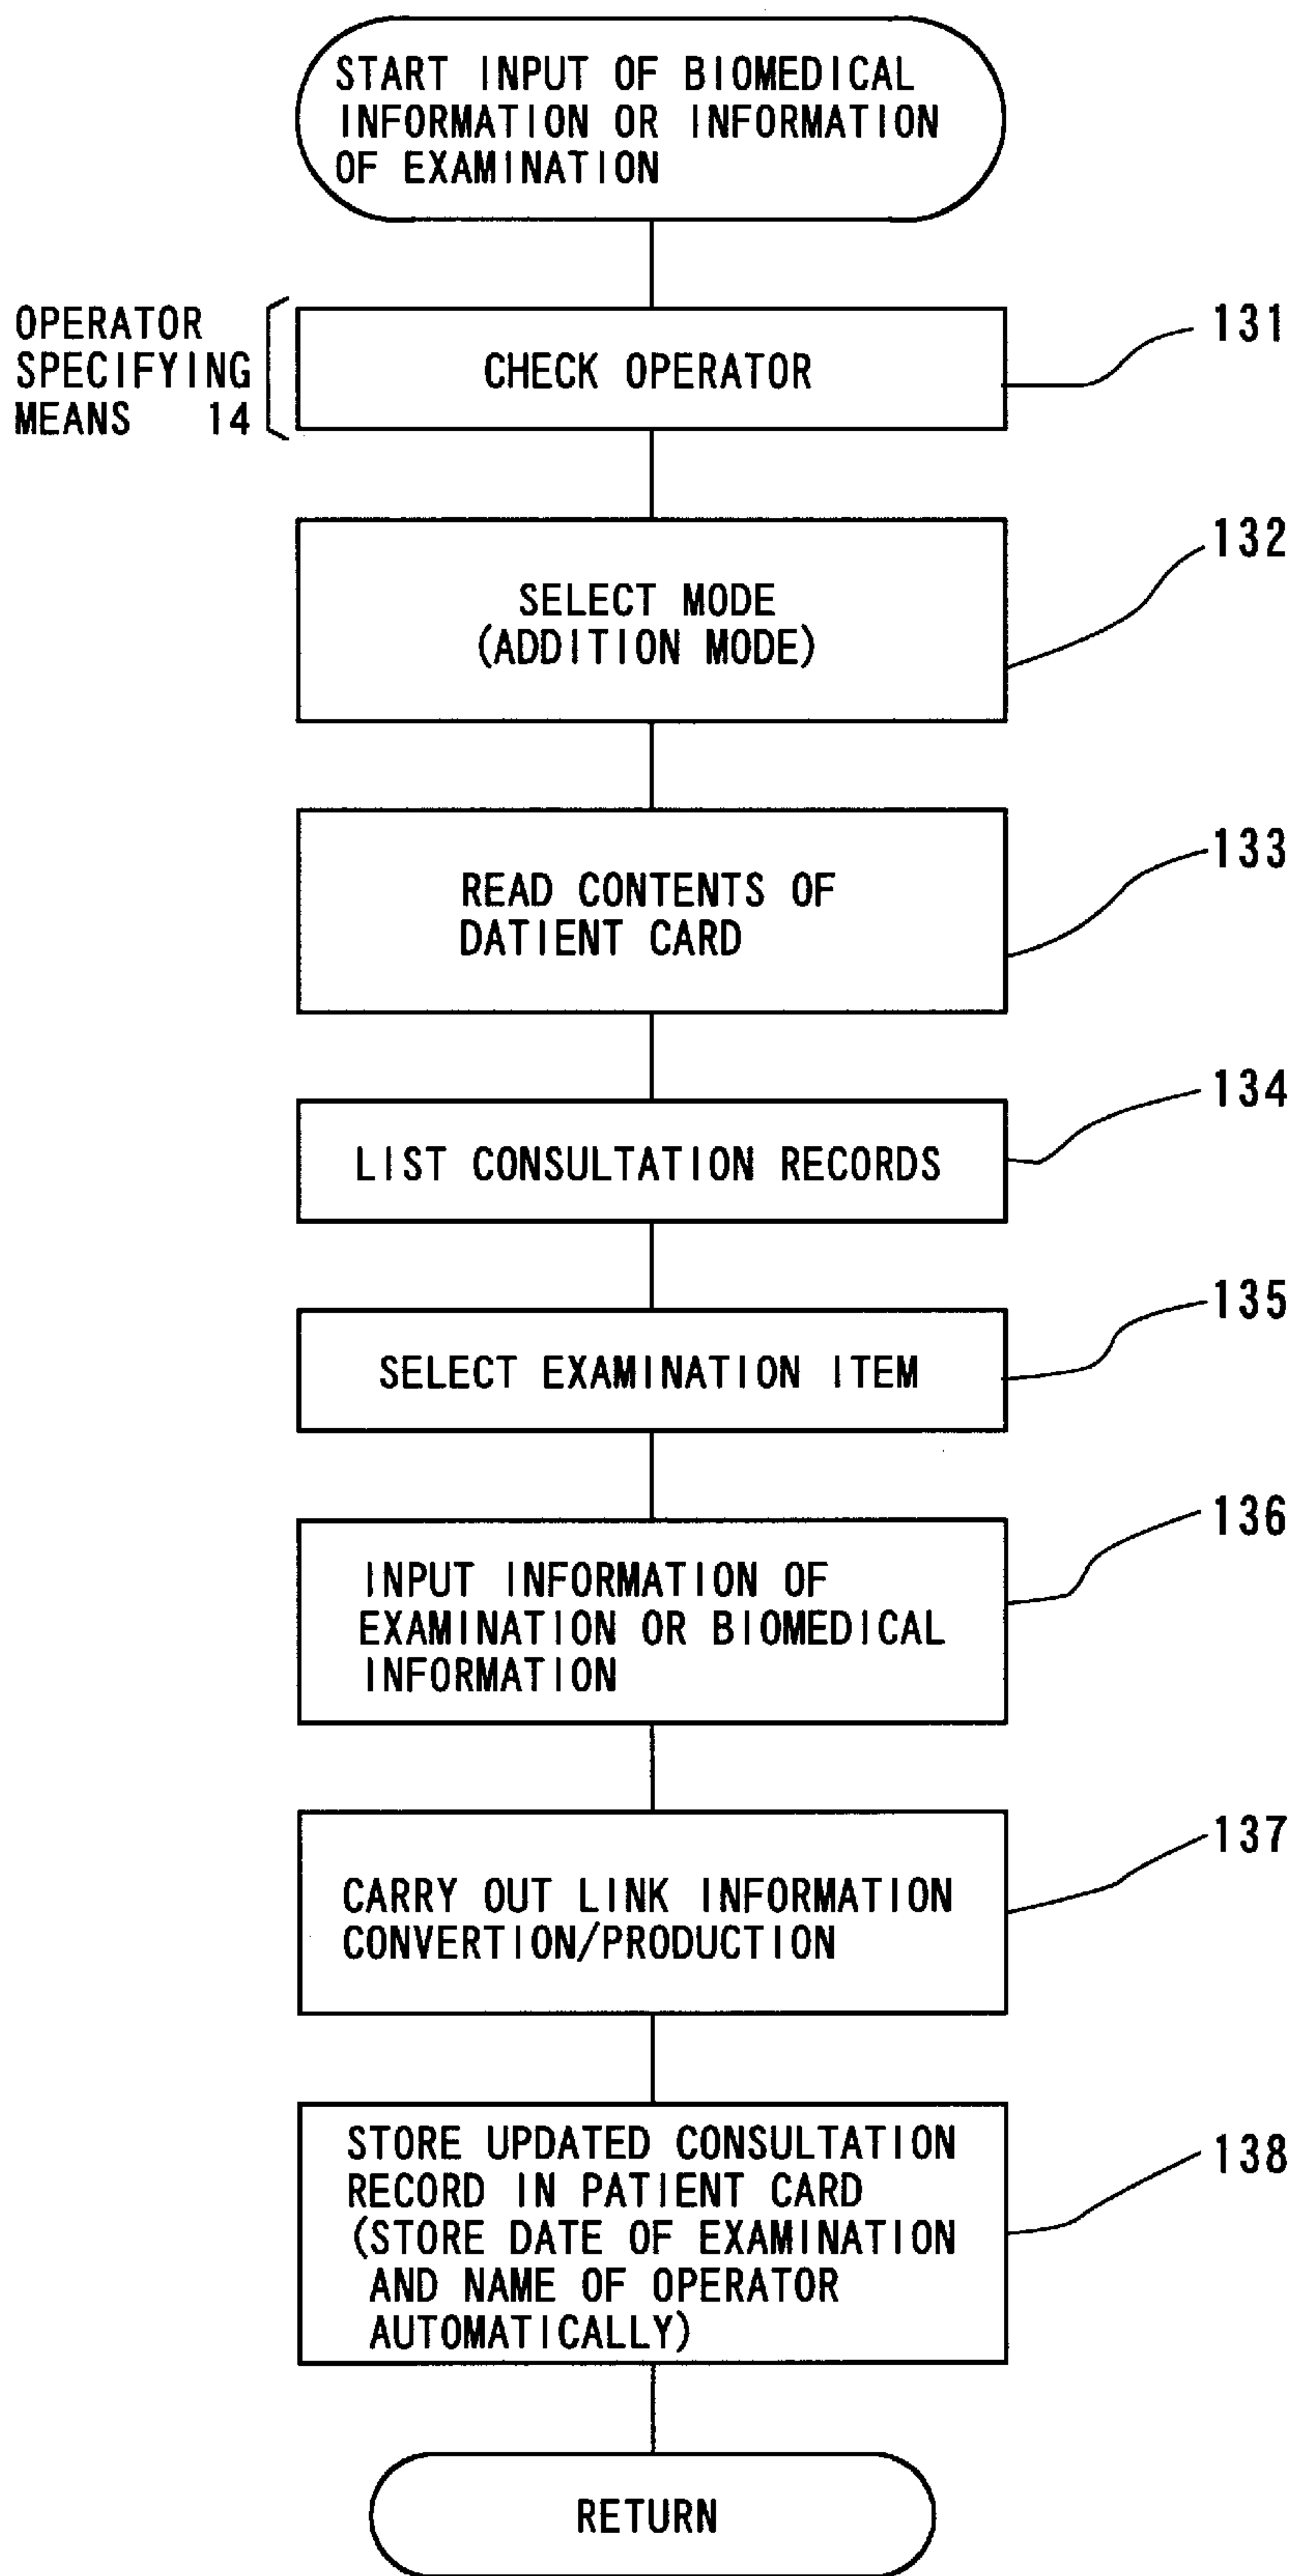 START INPUT OF BIOMEDICAL
INFORMATION OR INFORMATION
OF EXAMINATION
OPERATOR
SPECIFYING
MEANS 14
CHECK OPERATOR
131
SELECT MODE
(ADDITION MODE)
132
READ CONTENTS OF
DATIENT CARD
133
LIST CONSULTATION RECORDS
134
SELECT EXAMINATION ITEM
135
INPUT INFORMATION OF
EXAMINATION OR BIOMEDICAL
INFORMATION
136
CARRY OUT LINK INFORMATION
CONVERTION/PRODUCTION
137
STORE UPDATED CONSULTATION
RECORD IN PATIENT CARD
(STORE DATE OF EXAMINATION
AND NAME OF OPERATOR
AUTOMATICALLY)
138
RETURN